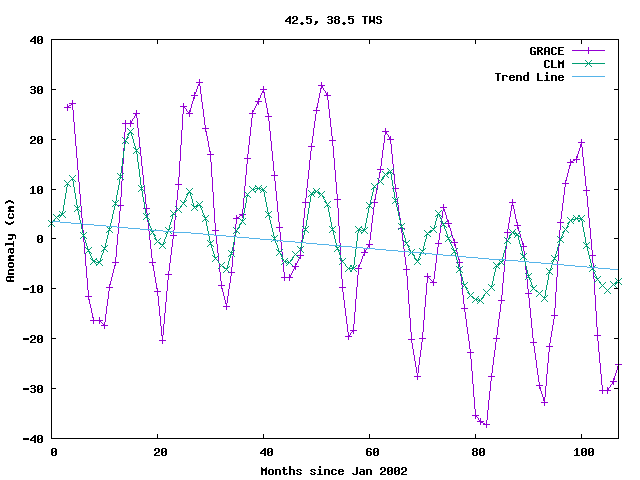 42.5, 38.5 TWS
GRACE
CLM
Trend Line
40
30
20
10
0
-10
-20
-30
-40
Anomaly (cm)
0 20 40 60 80 100
Months since Jan 2002